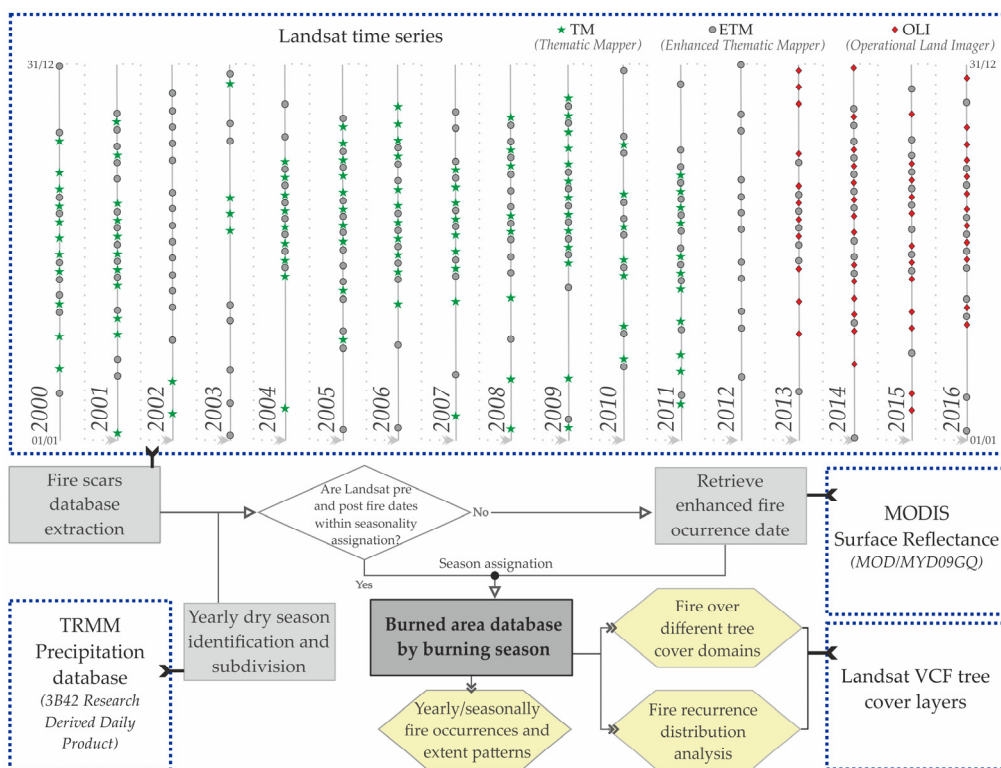 Landsat time series
TM
(Thematic Mapper)
ETM
(Enhanced Thematic Mapper)
OLI
(Operational Land Imager)
31/12
31/12
2000
2001
2002
2003
2004
2005
2006
2007
2008
2009
2010
2011
2012
2013
2014
2015
2016
01/01
01/01
Fire scars
database
extraction
Are Landsat pre
and post fire dates
within seasonality
assignation?
No
Retrieve
enhanced fire
ocurrence date
MODIS
Surface Reflectance
(MOD/MYD09GQ)
Yes
Season assignation
TRMM
Precipitation
database
(3B42 Research
Derived Daily
Product)
Yearly dry season
identification and
subdivision
Burned area database
by burning season
Fire over
different tree
cover domains
Landsat VCF tree
cover layers
Yearly/seasonally
fire occurrences and
extent patterns
Fire recurrence
distribution
analysis